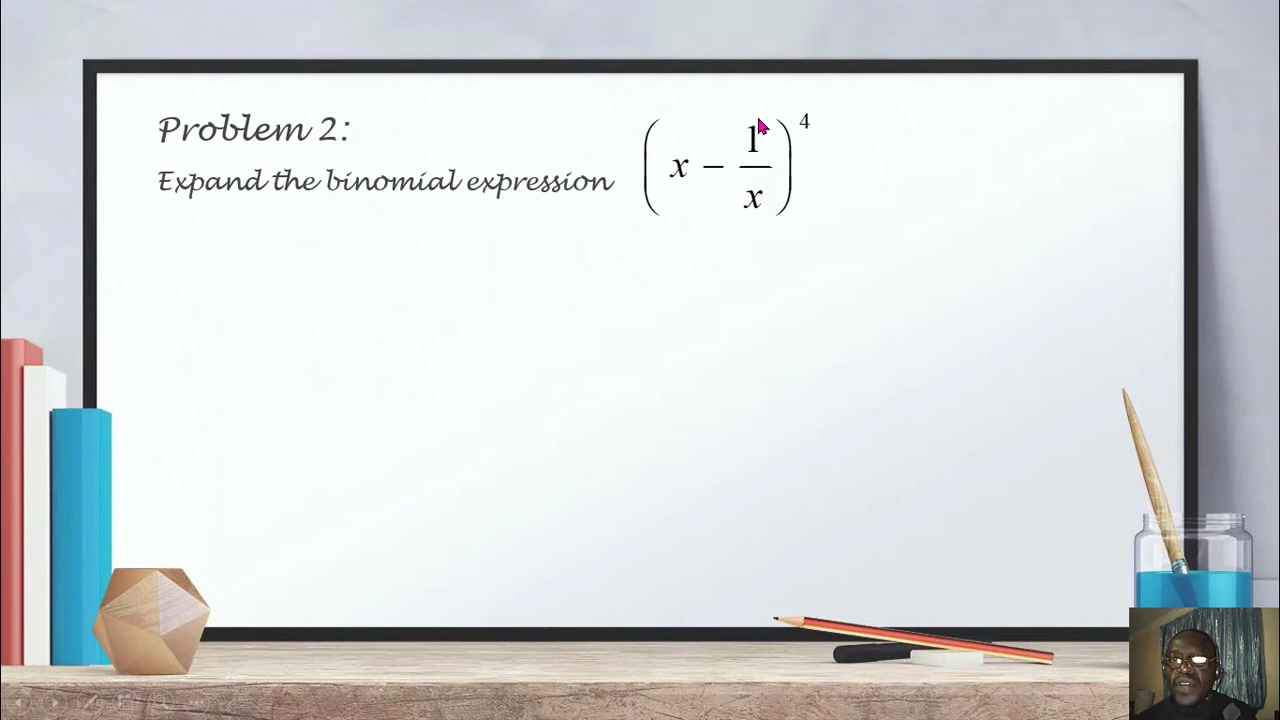 Problem 2:
Expand the binomial expression (x − 1/x)^4